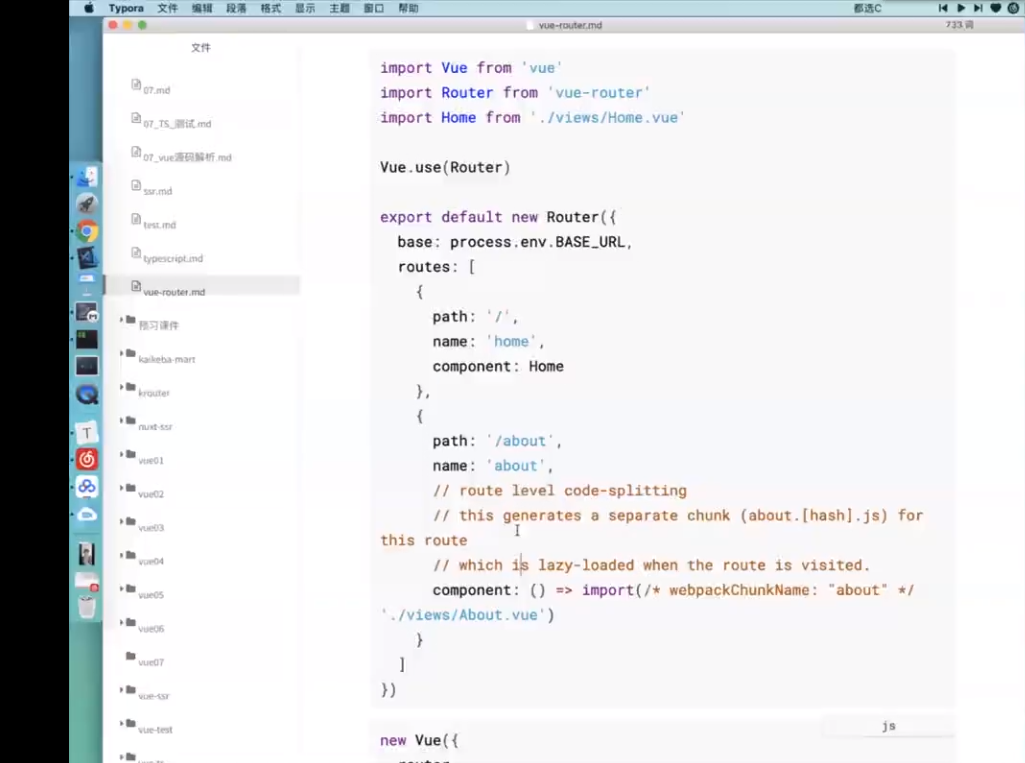 Typora 文件 编辑 段落 格式 显示 主题 窗口 帮助 都选C
vue-router.md 733 词
文件
07.md
07_TS_测试.md
07_vue源码解析.md
ssr.md
test.md
typescript.md
vue-router.md
预习课件
kaikeba-mart
krouter
nuxt-ssr
vue01
vue02
vue03
vue04
vue05
vue06
vue07
vue-ssr
vue-test
import Vue from 'vue'
import Router from 'vue-router'
import Home from './views/Home.vue'
Vue.use(Router)
export default new Router({
base: process.env.BASE_URL,
routes: [
{
path: '/',
name: 'home',
component: Home
},
{
path: '/about',
name: 'about',
// route level code-splitting
// this generates a separate chunk (about.[hash].js) for
this route
// which is lazy-loaded when the route is visited.
component: () => import(/* webpackChunkName: "about" */
'./views/About.vue')
}
]
})
js
new Vue({
router